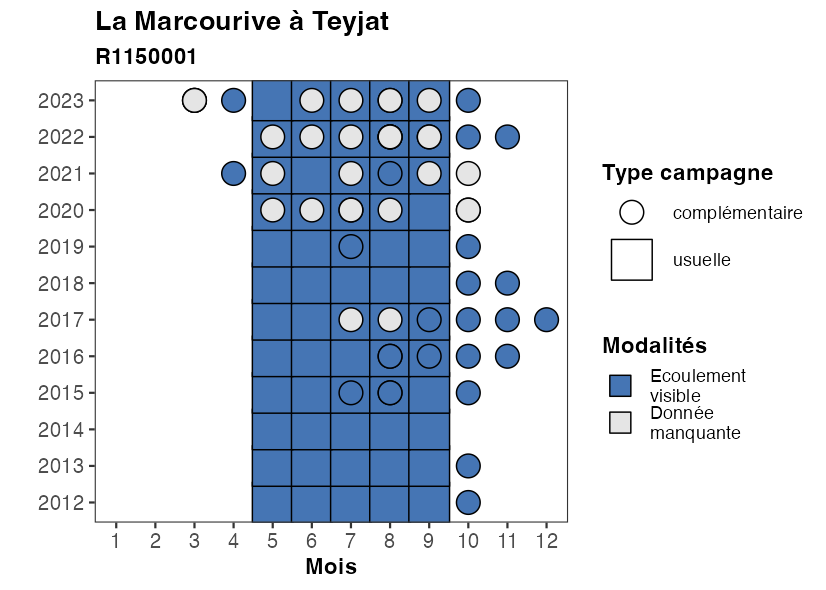 La Marcourive à Teyjat
R1150001
2023
2022
2021
2020
2019
2018
2017
2016
2015
2014
2013
2012
1 2 3 4 5 6 7 8 9 10 11 12
Mois
Type campagne
complémentaire
usuelle
Modalités
Ecoulement
visible
Donnée
manquante